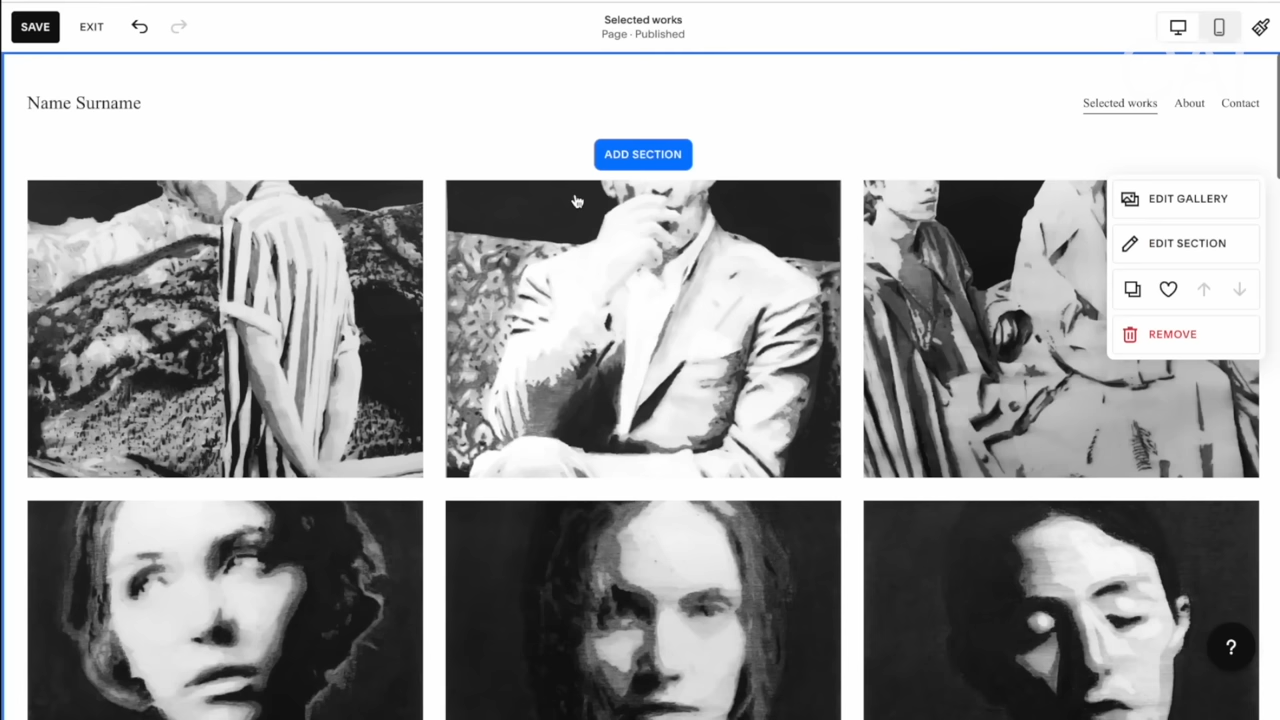 SAVE
EXIT
Selected works
Page · Published
Name Surname
Selected works
About
Contact
ADD SECTION
EDIT GALLERY
EDIT SECTION
REMOVE
?